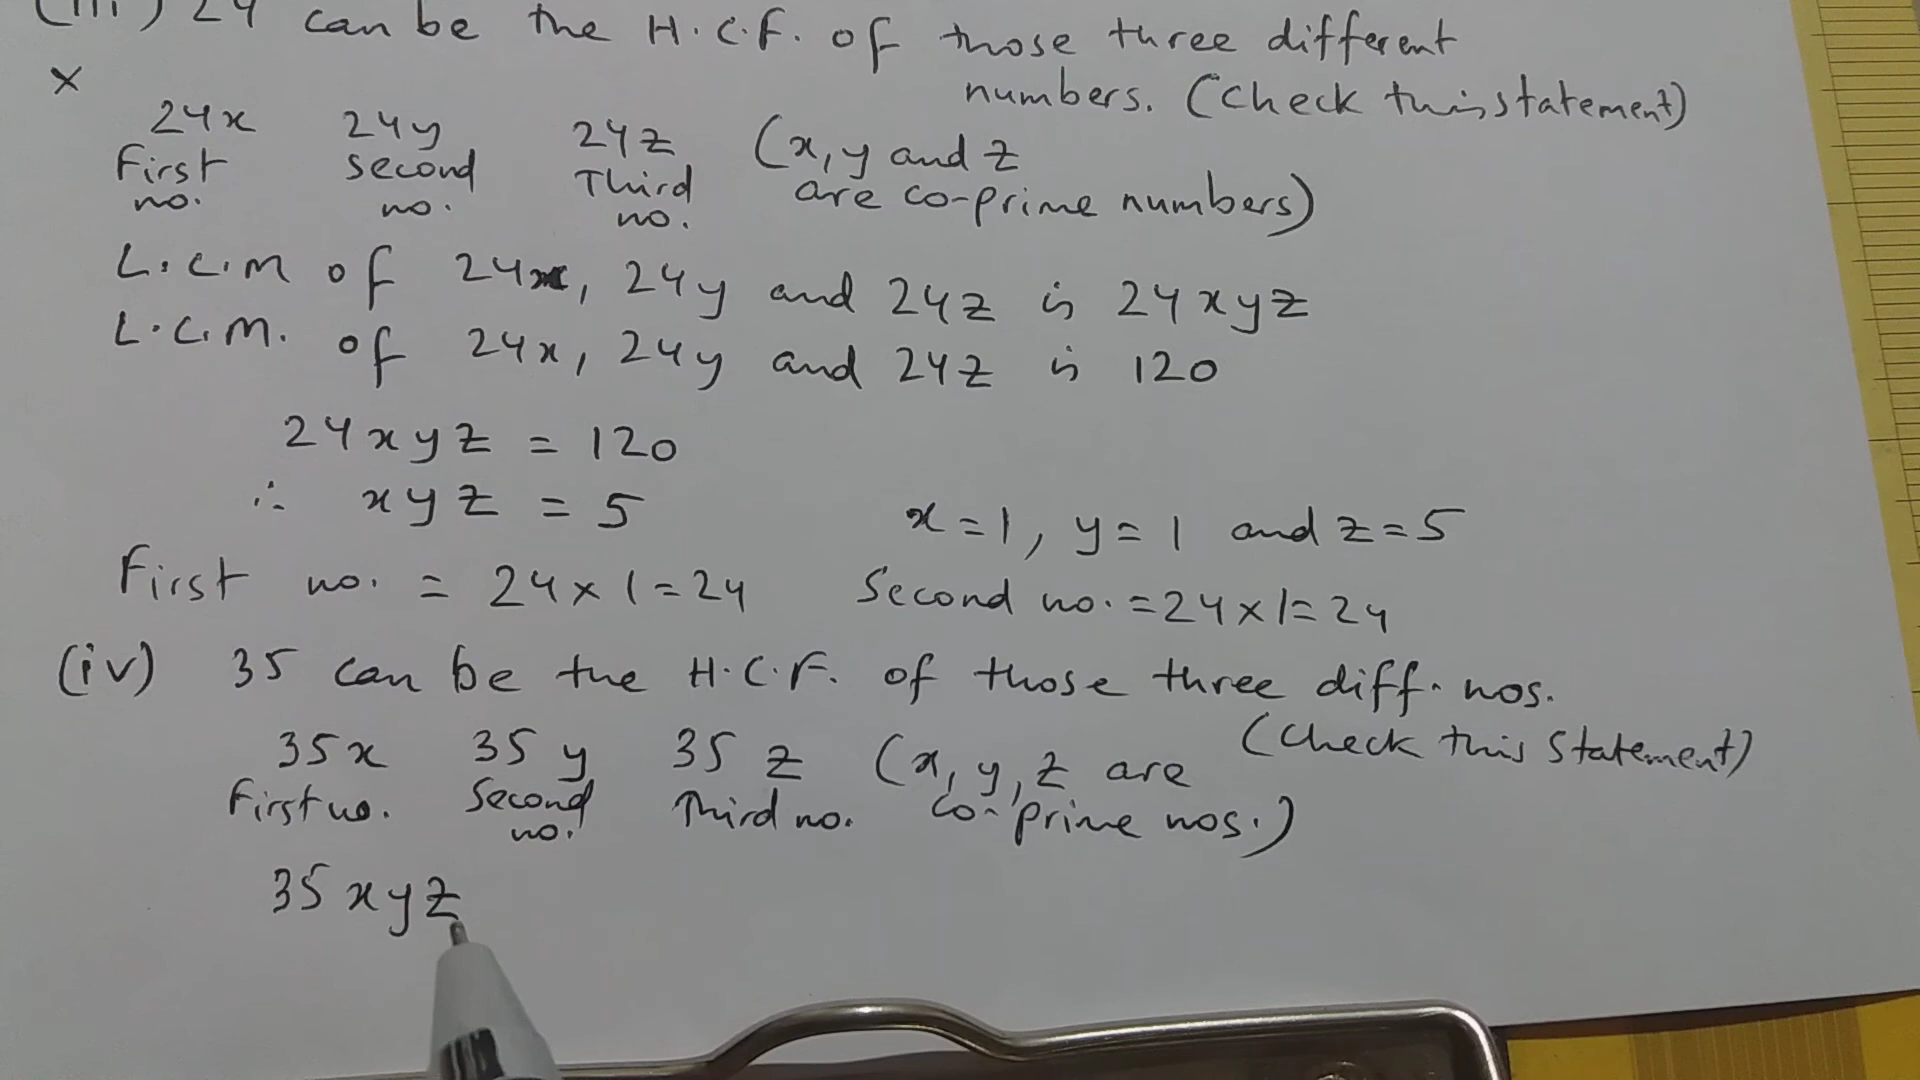 (iii) 24 can be the H.C.F. of those three different
numbers. (Check this statement)
×
24x 24y 24z (x, y and z
First second Third are co-prime numbers)
no. no. no.
L.C.M of 24x, 24y and 24z is 24xyz
L.C.M. of 24x, 24y and 24z is 120
24xyz = 120
∴ xyz = 5 x=1, y=1 and z=5
First no. = 24×1=24 Second no.=24×1=24
(iv) 35 can be the H.C.F. of those three diff. nos.
(Check this statement)
35x 35y 35z (x, y, z are
First no. Second no. Third no. co-prime nos.)
35xyz